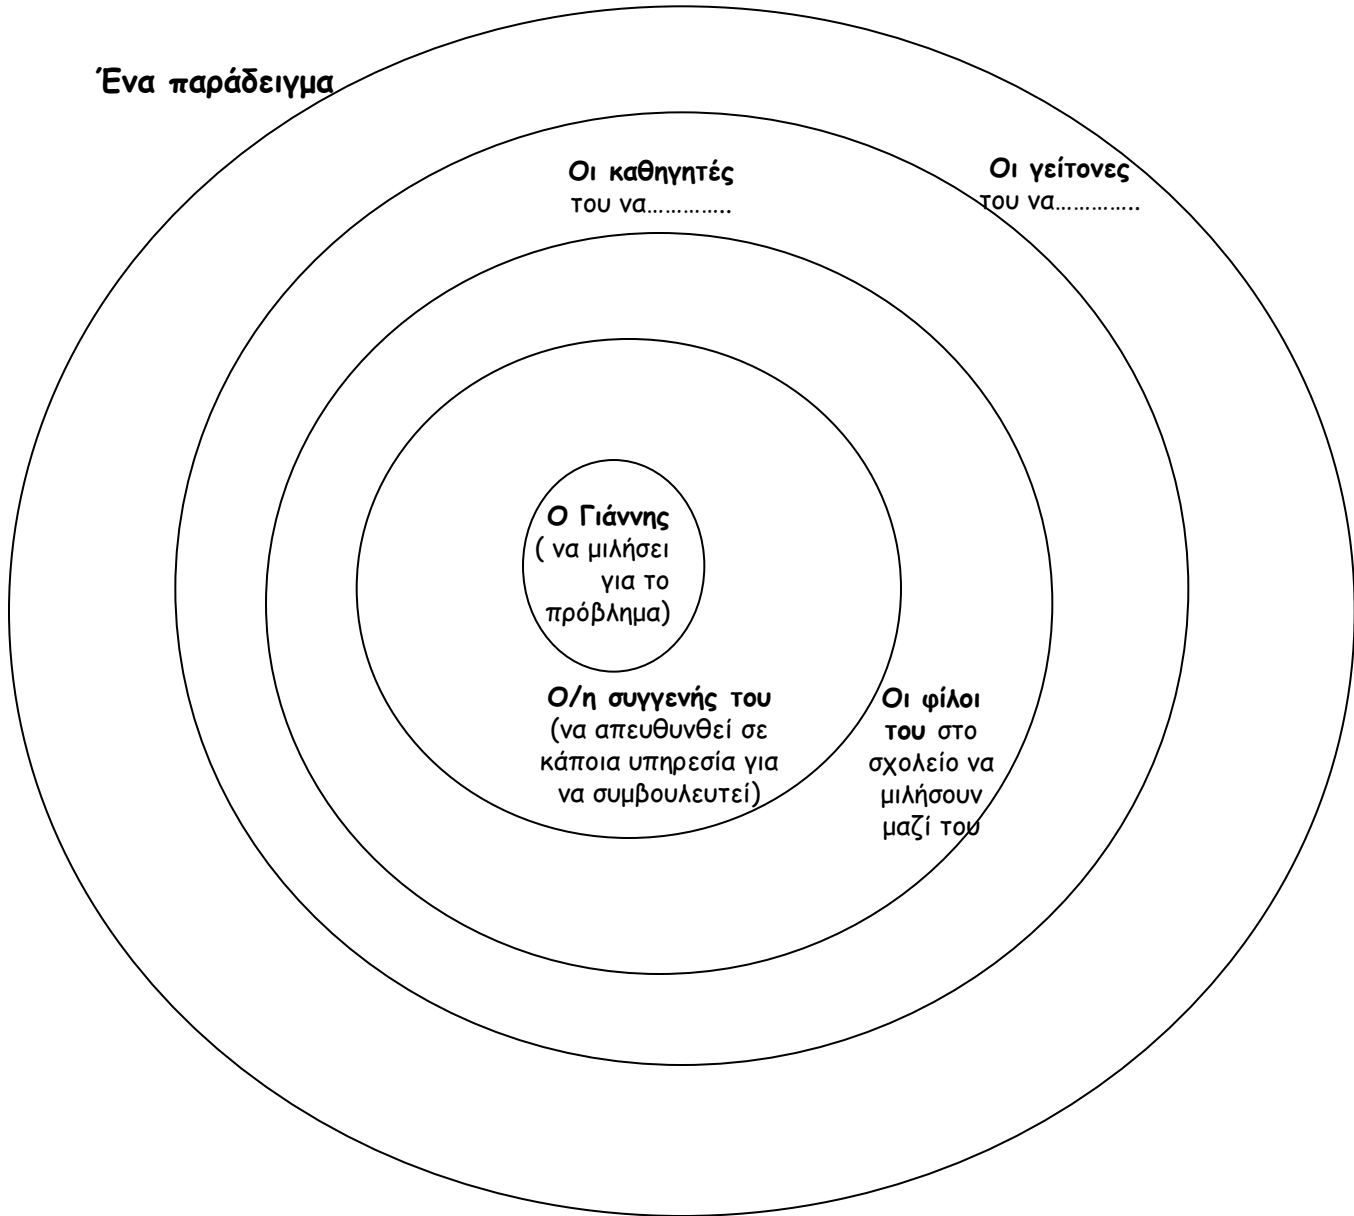 Ένα παράδειγμα
Οι καθηγητές
του να…………..
Οι γείτονες
του να…………..
Ο Γιάννης
( να μιλήσει
για το
πρόβλημα)
Ο/η συγγενής του
(να απευθυνθεί σε
κάποια υπηρεσία για
να συμβουλευτεί)
Οι φίλοι
του στο
σχολείο να
μιλήσουν
μαζί του